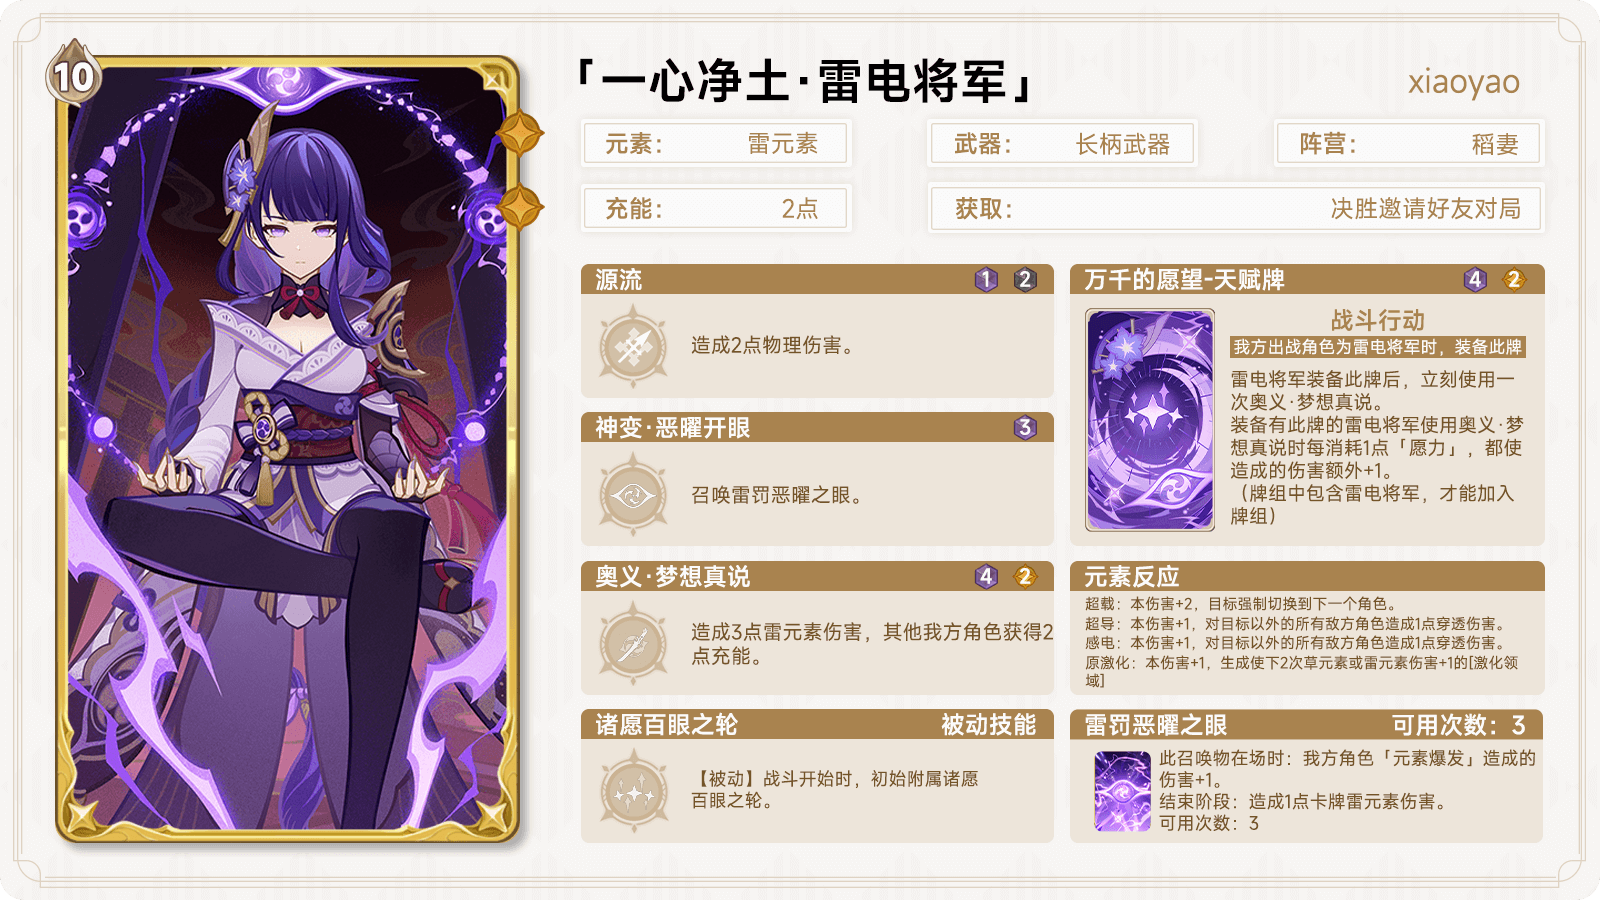 10
「一心净土·雷电将军」
xiaoyao
元素： 雷元素
武器： 长柄武器
阵营： 稻妻
充能： 2点
获取： 决胜邀请好友对局
源流 1 2
造成2点物理伤害。
神变·恶曜开眼 3
召唤雷罚恶曜之眼。
奥义·梦想真说 4 2
造成3点雷元素伤害，其他我方角色获得2
点充能。
诸愿百眼之轮 被动技能
【被动】战斗开始时，初始附属诸愿
百眼之轮。
万千的愿望-天赋牌 4 2
战斗行动
我方出战角色为雷电将军时，装备此牌
雷电将军装备此牌后，立刻使用一
次奥义·梦想真说。
装备有此牌的雷电将军使用奥义·梦
想真说时每消耗1点「愿力」，都使
造成的伤害额外+1。
（牌组中包含雷电将军，才能加入
牌组）
元素反应
超载：本伤害+2，目标强制切换到下一个角色。
超导：本伤害+1，对目标以外的所有敌方角色造成1点穿透伤害。
感电：本伤害+1，对目标以外的所有敌方角色造成1点穿透伤害。
原激化：本伤害+1，生成使下2次草元素或雷元素伤害+1的[激化领
域]
雷罚恶曜之眼 可用次数：3
此召唤物在场时：我方角色「元素爆发」造成的
伤害+1。
结束阶段：造成1点卡牌雷元素伤害。
可用次数：3